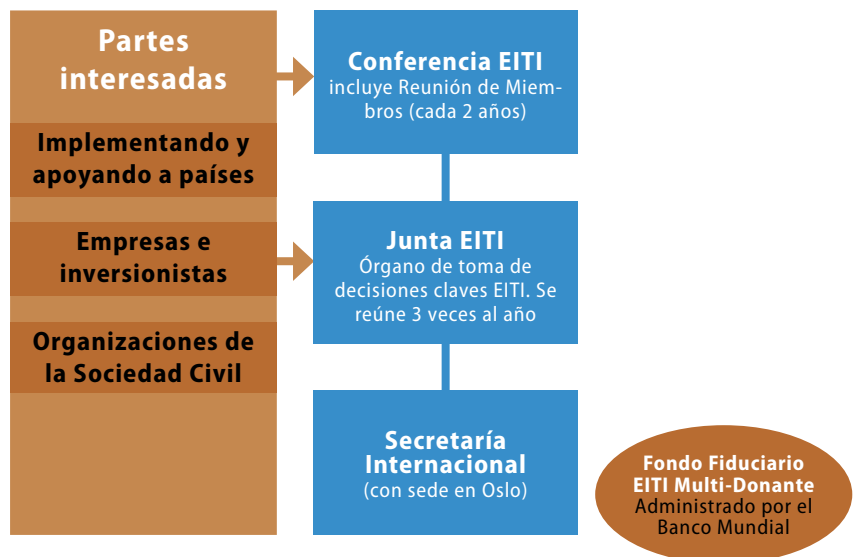 Partes
interesadas
Implementando y
apoyando a países
Empresas e
inversionistas
Organizaciones de
la Sociedad Civil
Conferencia EITI
incluye Reunión de Miem-
bros (cada 2 años)
Junta EITI
Órgano de toma de
decisiones claves EITI. Se
reúne 3 veces al año
Secretaría
Internacional
(con sede en Oslo)
Fondo Fiduciario
EITI Multi-Donante
Administrado por el
Banco Mundial